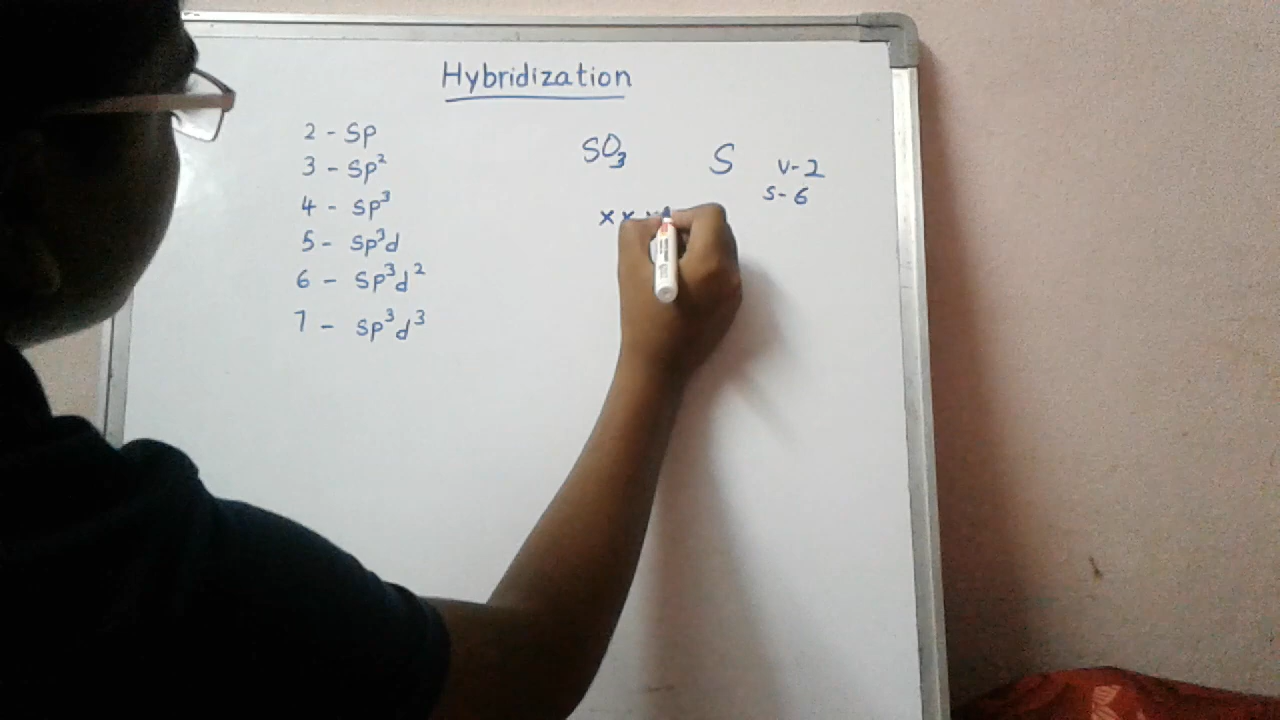 Hybridization
2 - Sp
3 - Sp²
4 - Sp³
5 - Sp³d
6 - Sp³d²
7 - Sp³d³
SO₃ S V-2
S-6
x x x